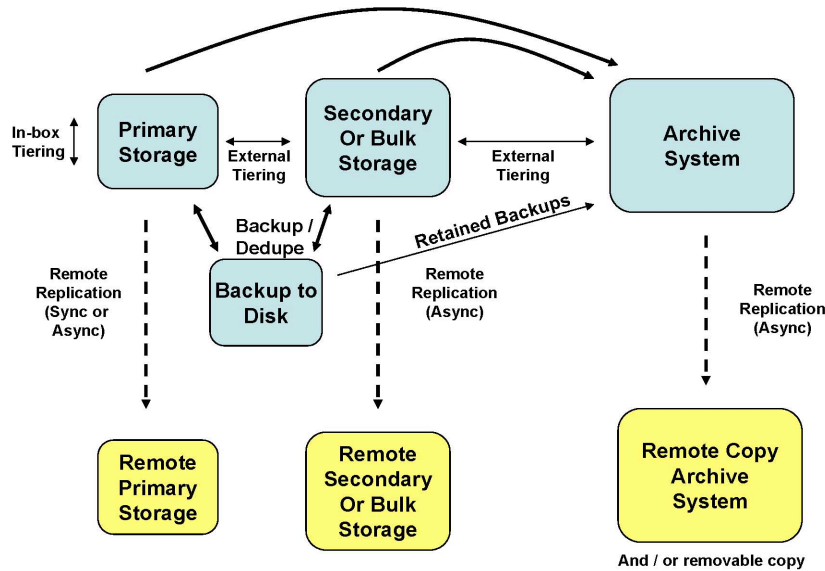 In-box
Tiering
Primary
Storage
External
Tiering
Secondary
Or Bulk
Storage
External
Tiering
Archive
System
Backup /
Dedupe
Retained Backups
Backup to
Disk
Remote
Replication
(Sync or
Async)
Remote
Replication
(Async)
Remote
Replication
(Async)
Remote
Primary
Storage
Remote
Secondary
Or Bulk
Storage
Remote Copy
Archive
System
And / or removable copy